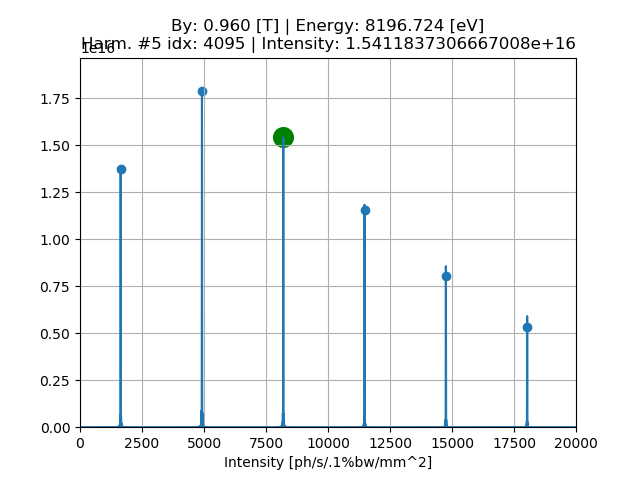 By: 0.960 [T] | Energy: 8196.724 [eV]
Harm. #5 idx: 4095 | Intensity: 1.5411837306667008e+16
1e16
1.75
1.50
1.25
1.00
0.75
0.50
0.25
0.00
0 2500 5000 7500 10000 12500 15000 17500 20000
Intensity [ph/s/.1%bw/mm^2]